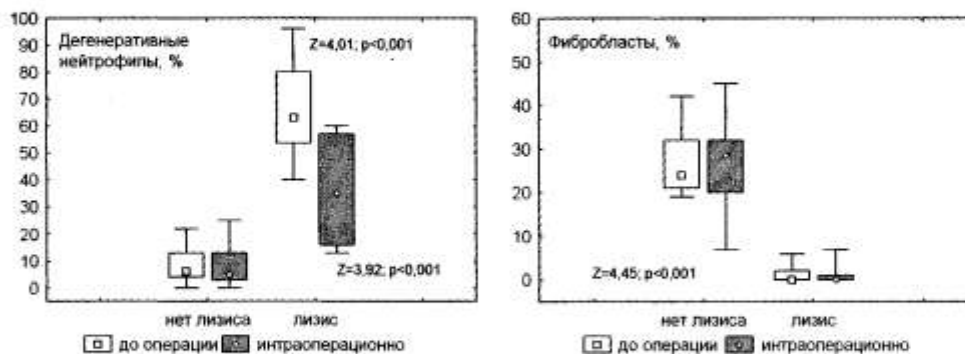 100
90
80
70
60
50
40
30
20
10
0
Дегенеративные
нейтрофилы, %
Z=4,01; p<0,001
Z=3,92; p<0,001
нет лизиса
лизис
до операции
интраоперационно
60
50
40
30
20
10
0
Фибробласты, %
Z=4,45; p<0,001
нет лизиса
лизис
до операции
интраоперационно